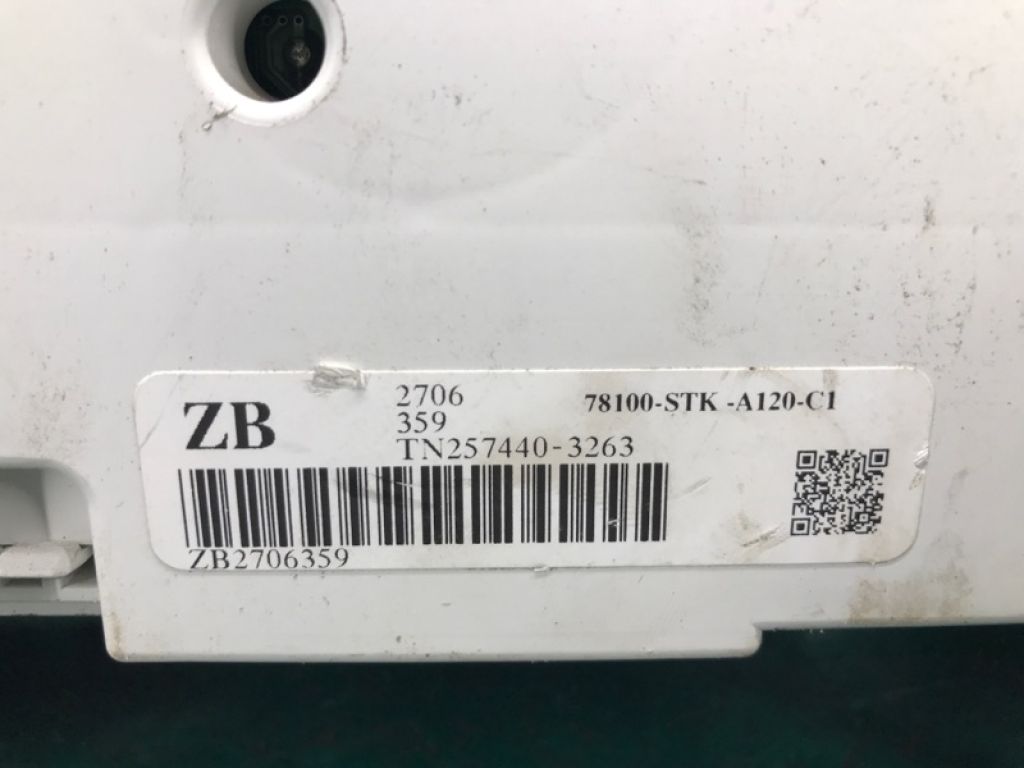 ZB
2706
359
TN257440-3263
78100-STK -A120-C1
ZB2706359